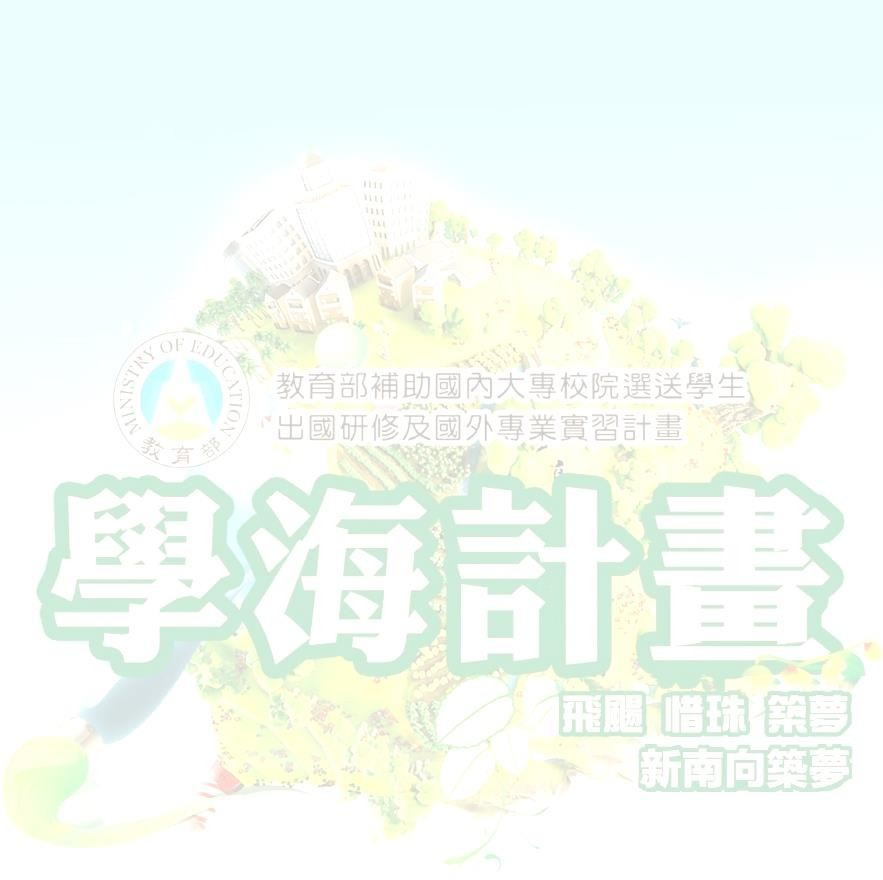 MINISTRY OF EDUCATION
教育部
教育部補助國內大專校院選送學生
出國研修及國外專業實習計畫
學海計畫
飛颺 惜珠 築夢
新南向築夢